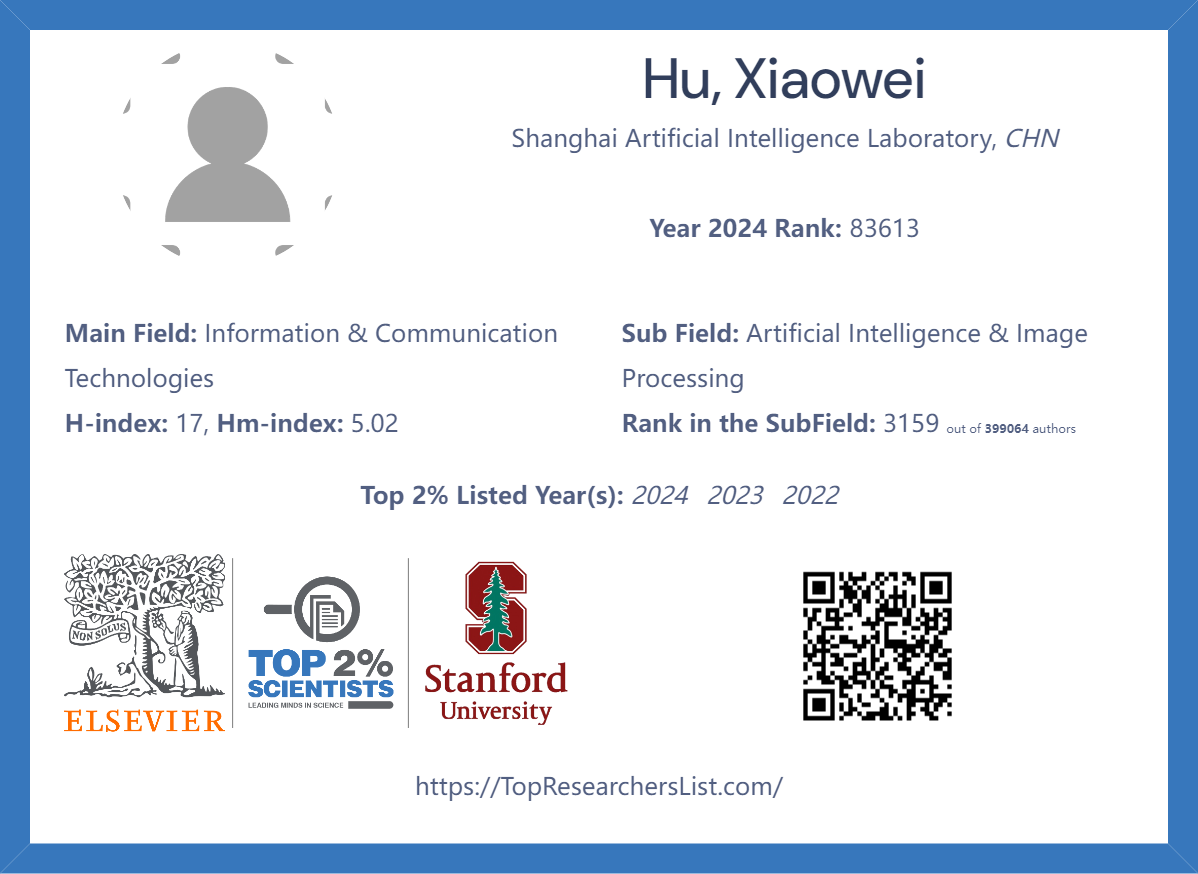 Hu, Xiaowei
Shanghai Artificial Intelligence Laboratory, CHN
Year 2024 Rank: 83613
Main Field: Information & Communication
Technologies
H-index: 17, Hm-index: 5.02
Sub Field: Artificial Intelligence & Image
Processing
Rank in the SubField: 3159 out of 399064 authors
Top 2% Listed Year(s): 2024 2023 2022
NON SOLUS
ELSEVIER
TOP 2%
SCIENTISTS
LEADING MINDS IN SCIENCE
Stanford
University
https://TopResearchersList.com/